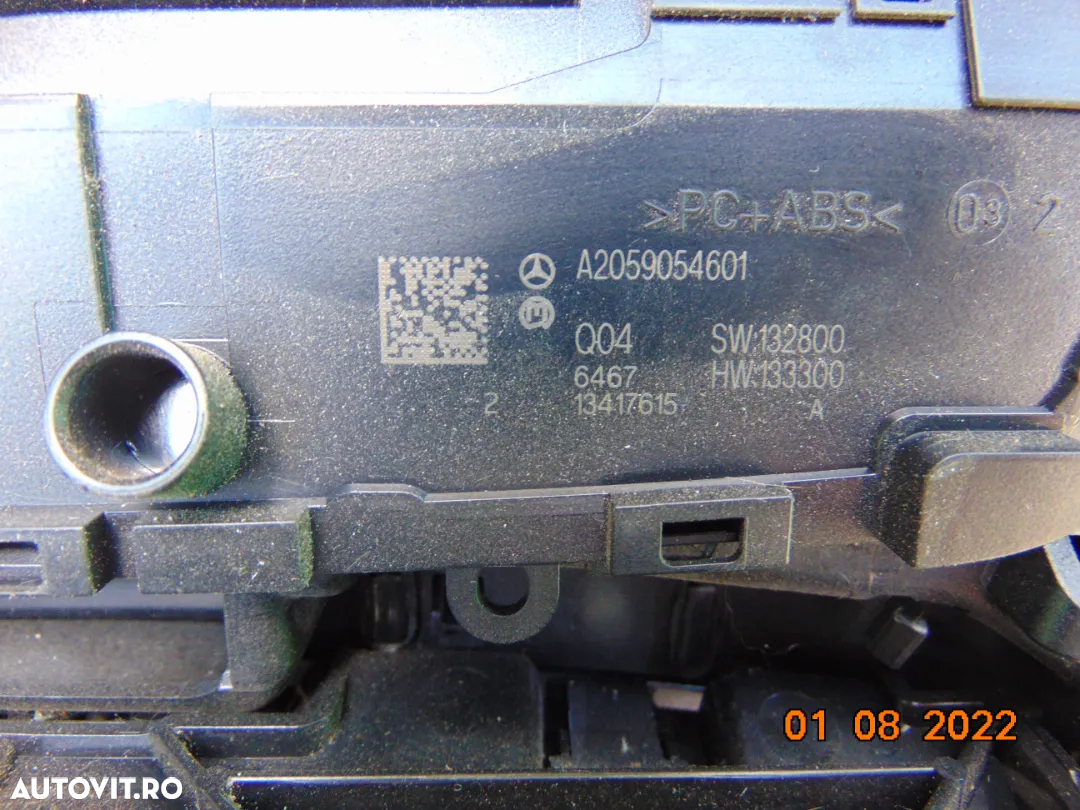 >PC+ABS<
03 2
A2059054601
Q04 SW:132800
6467 HW:133300
2 13417615 A
01 08 2022
AUTOVIT.RO